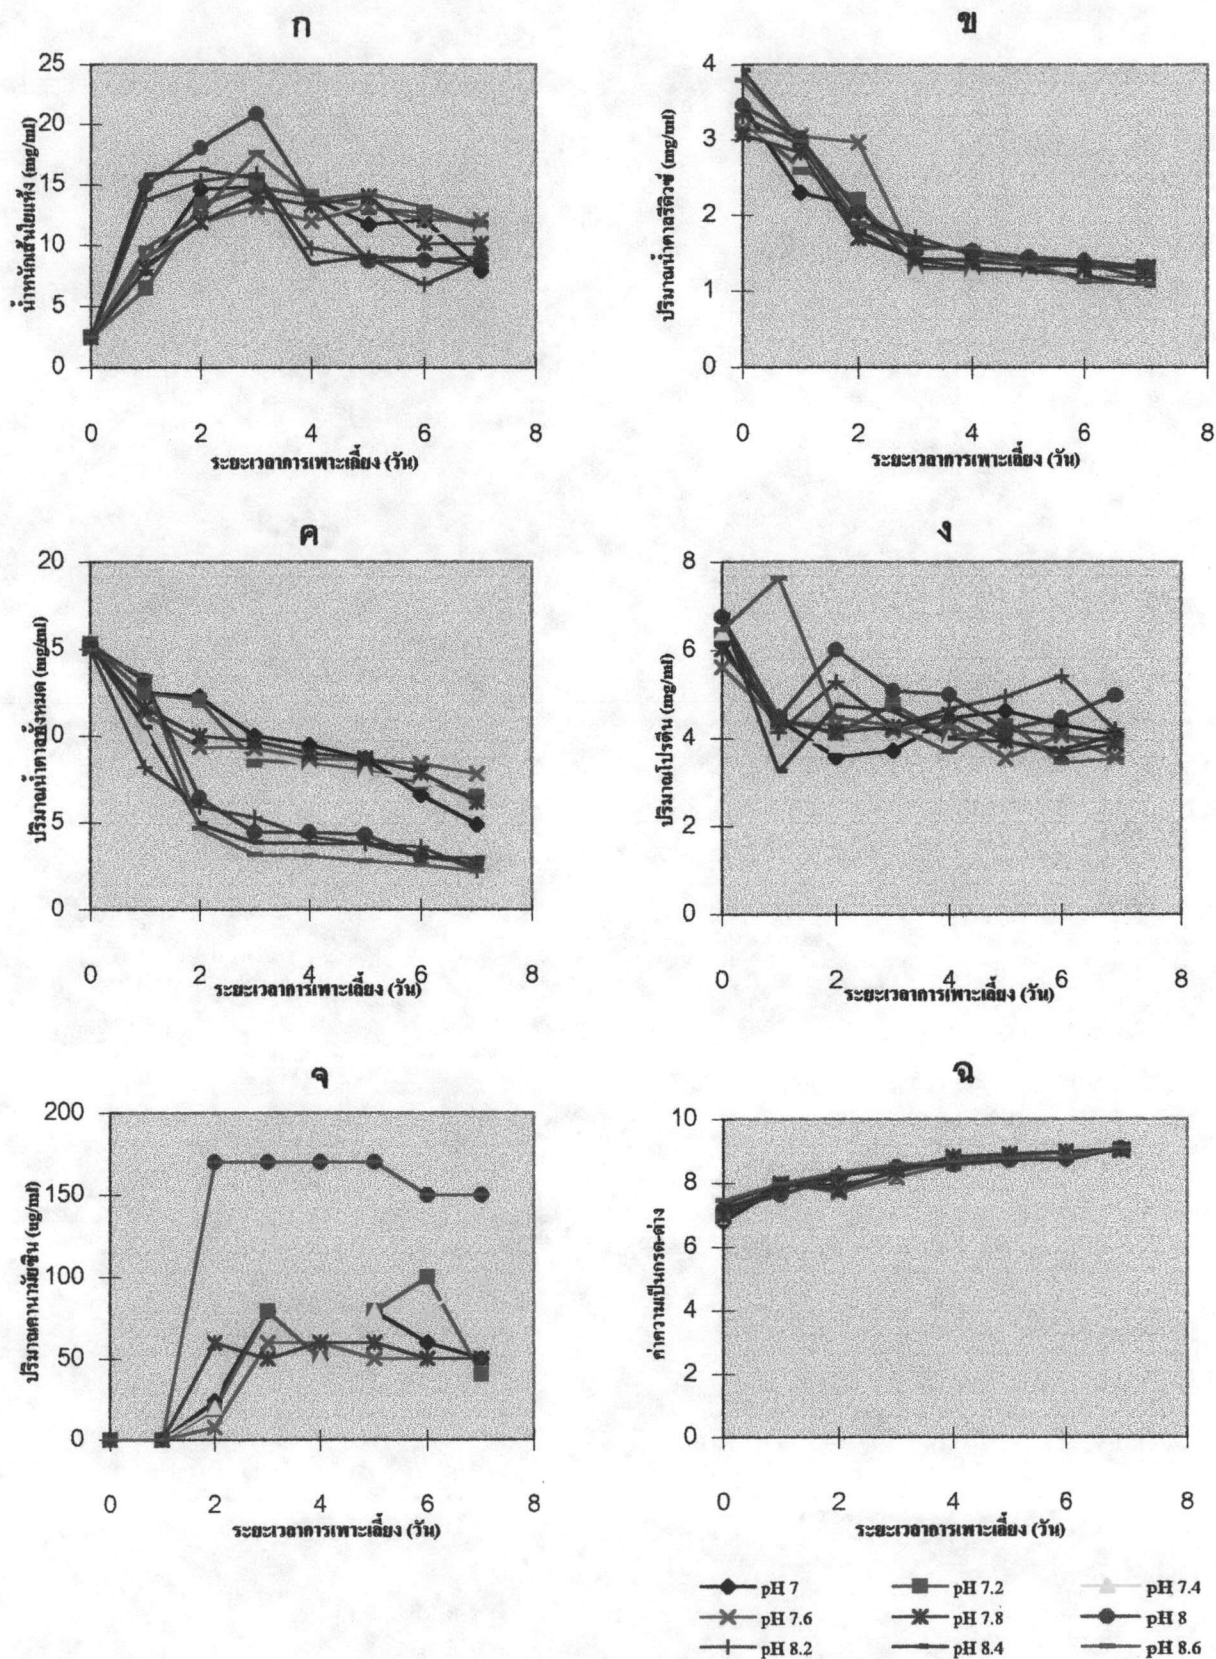 ก
น้ำหนักเส้นใยแห้ง (mg/ml)
25
20
15
10
5
0
0 2 4 6 8
ระยะเวลาการเพาะเลี้ยง (วัน)
ข
ปริมาณน้ำตาลรีดิวซ์ (mg/ml)
4
3
2
1
0
0 2 4 6 8
ระยะเวลาการเพาะเลี้ยง (วัน)
ค
ปริมาณน้ำตาลทั้งหมด (mg/ml)
20
15
10
5
0
0 2 4 6 8
ระยะเวลาการเพาะเลี้ยง (วัน)
ง
ปริมาณโปรตีน (mg/ml)
8
6
4
2
0
0 2 4 6 8
ระยะเวลาการเพาะเลี้ยง (วัน)
จ
ปริมาณคานามัยซิน (ug/ml)
200
150
100
50
0
0 2 4 6 8
ระยะเวลาการเพาะเลี้ยง (วัน)
ฉ
ค่าความเป็นกรด-ด่าง
10
8
6
4
2
0
0 2 4 6 8
ระยะเวลาการเพาะเลี้ยง (วัน)
pH 7 pH 7.2 pH 7.4
pH 7.6 pH 7.8 pH 8
pH 8.2 pH 8.4 pH 8.6